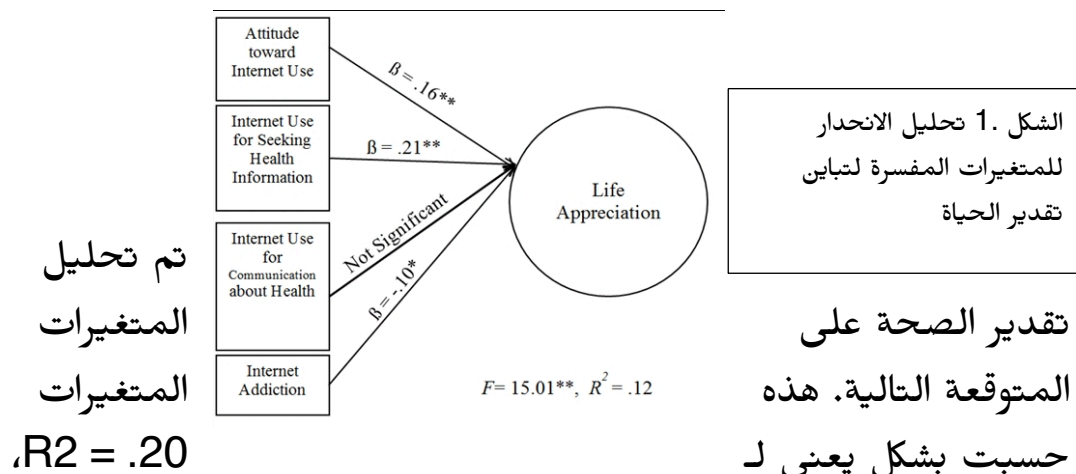 Attitude
toward
Internet Use
Internet Use
for Seeking
Health
Information
Internet Use
for
Communication
about Health
Internet
Addiction
ß = .16**
ß = .21**
Not Significant
ß = -.10*
Life
Appreciation
F= 15.01**, R² = .12
الشكل .1 تحليل الانحدار
للمتغيرات المفسرة لتباين
تقدير الحياة
تم تحليل
تقدير الصحة على المتغيرات
المتوقعة التالية. هذه المتغيرات
حسبت بشكل يعني لـ R2 = .20،